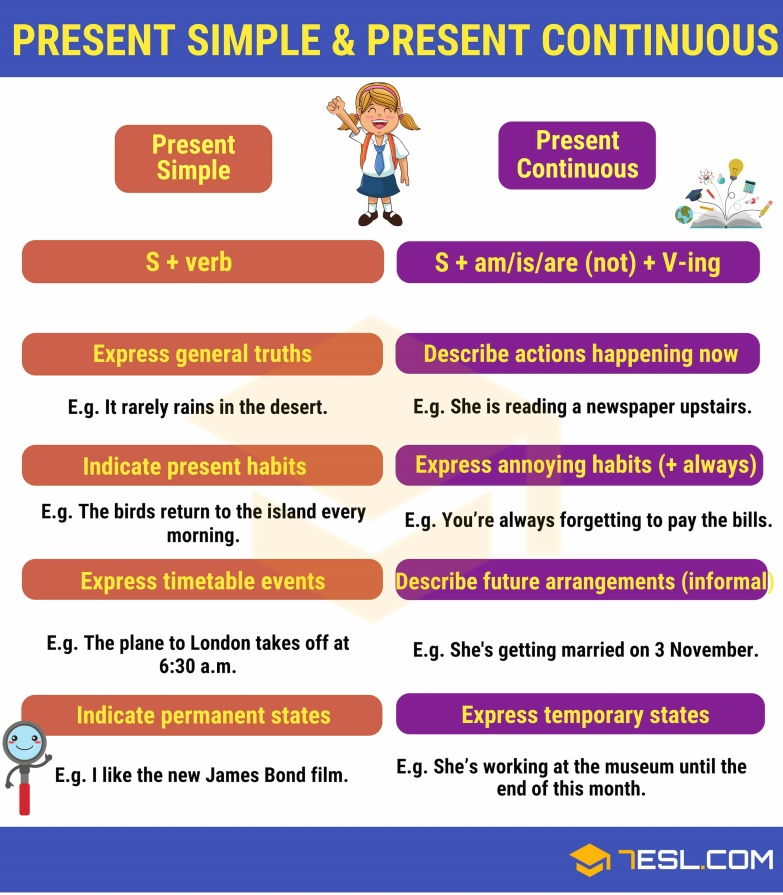 PRESENT SIMPLE & PRESENT CONTINUOUS
Present
Simple
Present
Continuous
S + verb
S + am/is/are (not) + V-ing
Express general truths
Describe actions happening now
E.g. It rarely rains in the desert.
E.g. She is reading a newspaper upstairs.
Indicate present habits
Express annoying habits (+ always)
E.g. The birds return to the island every
morning.
E.g. You’re always forgetting to pay the bills.
Express timetable events
Describe future arrangements (informal)
E.g. The plane to London takes off at
6:30 a.m.
E.g. She's getting married on 3 November.
Indicate permanent states
Express temporary states
E.g. I like the new James Bond film.
E.g. She’s working at the museum until the
end of this month.
7ESL.COM